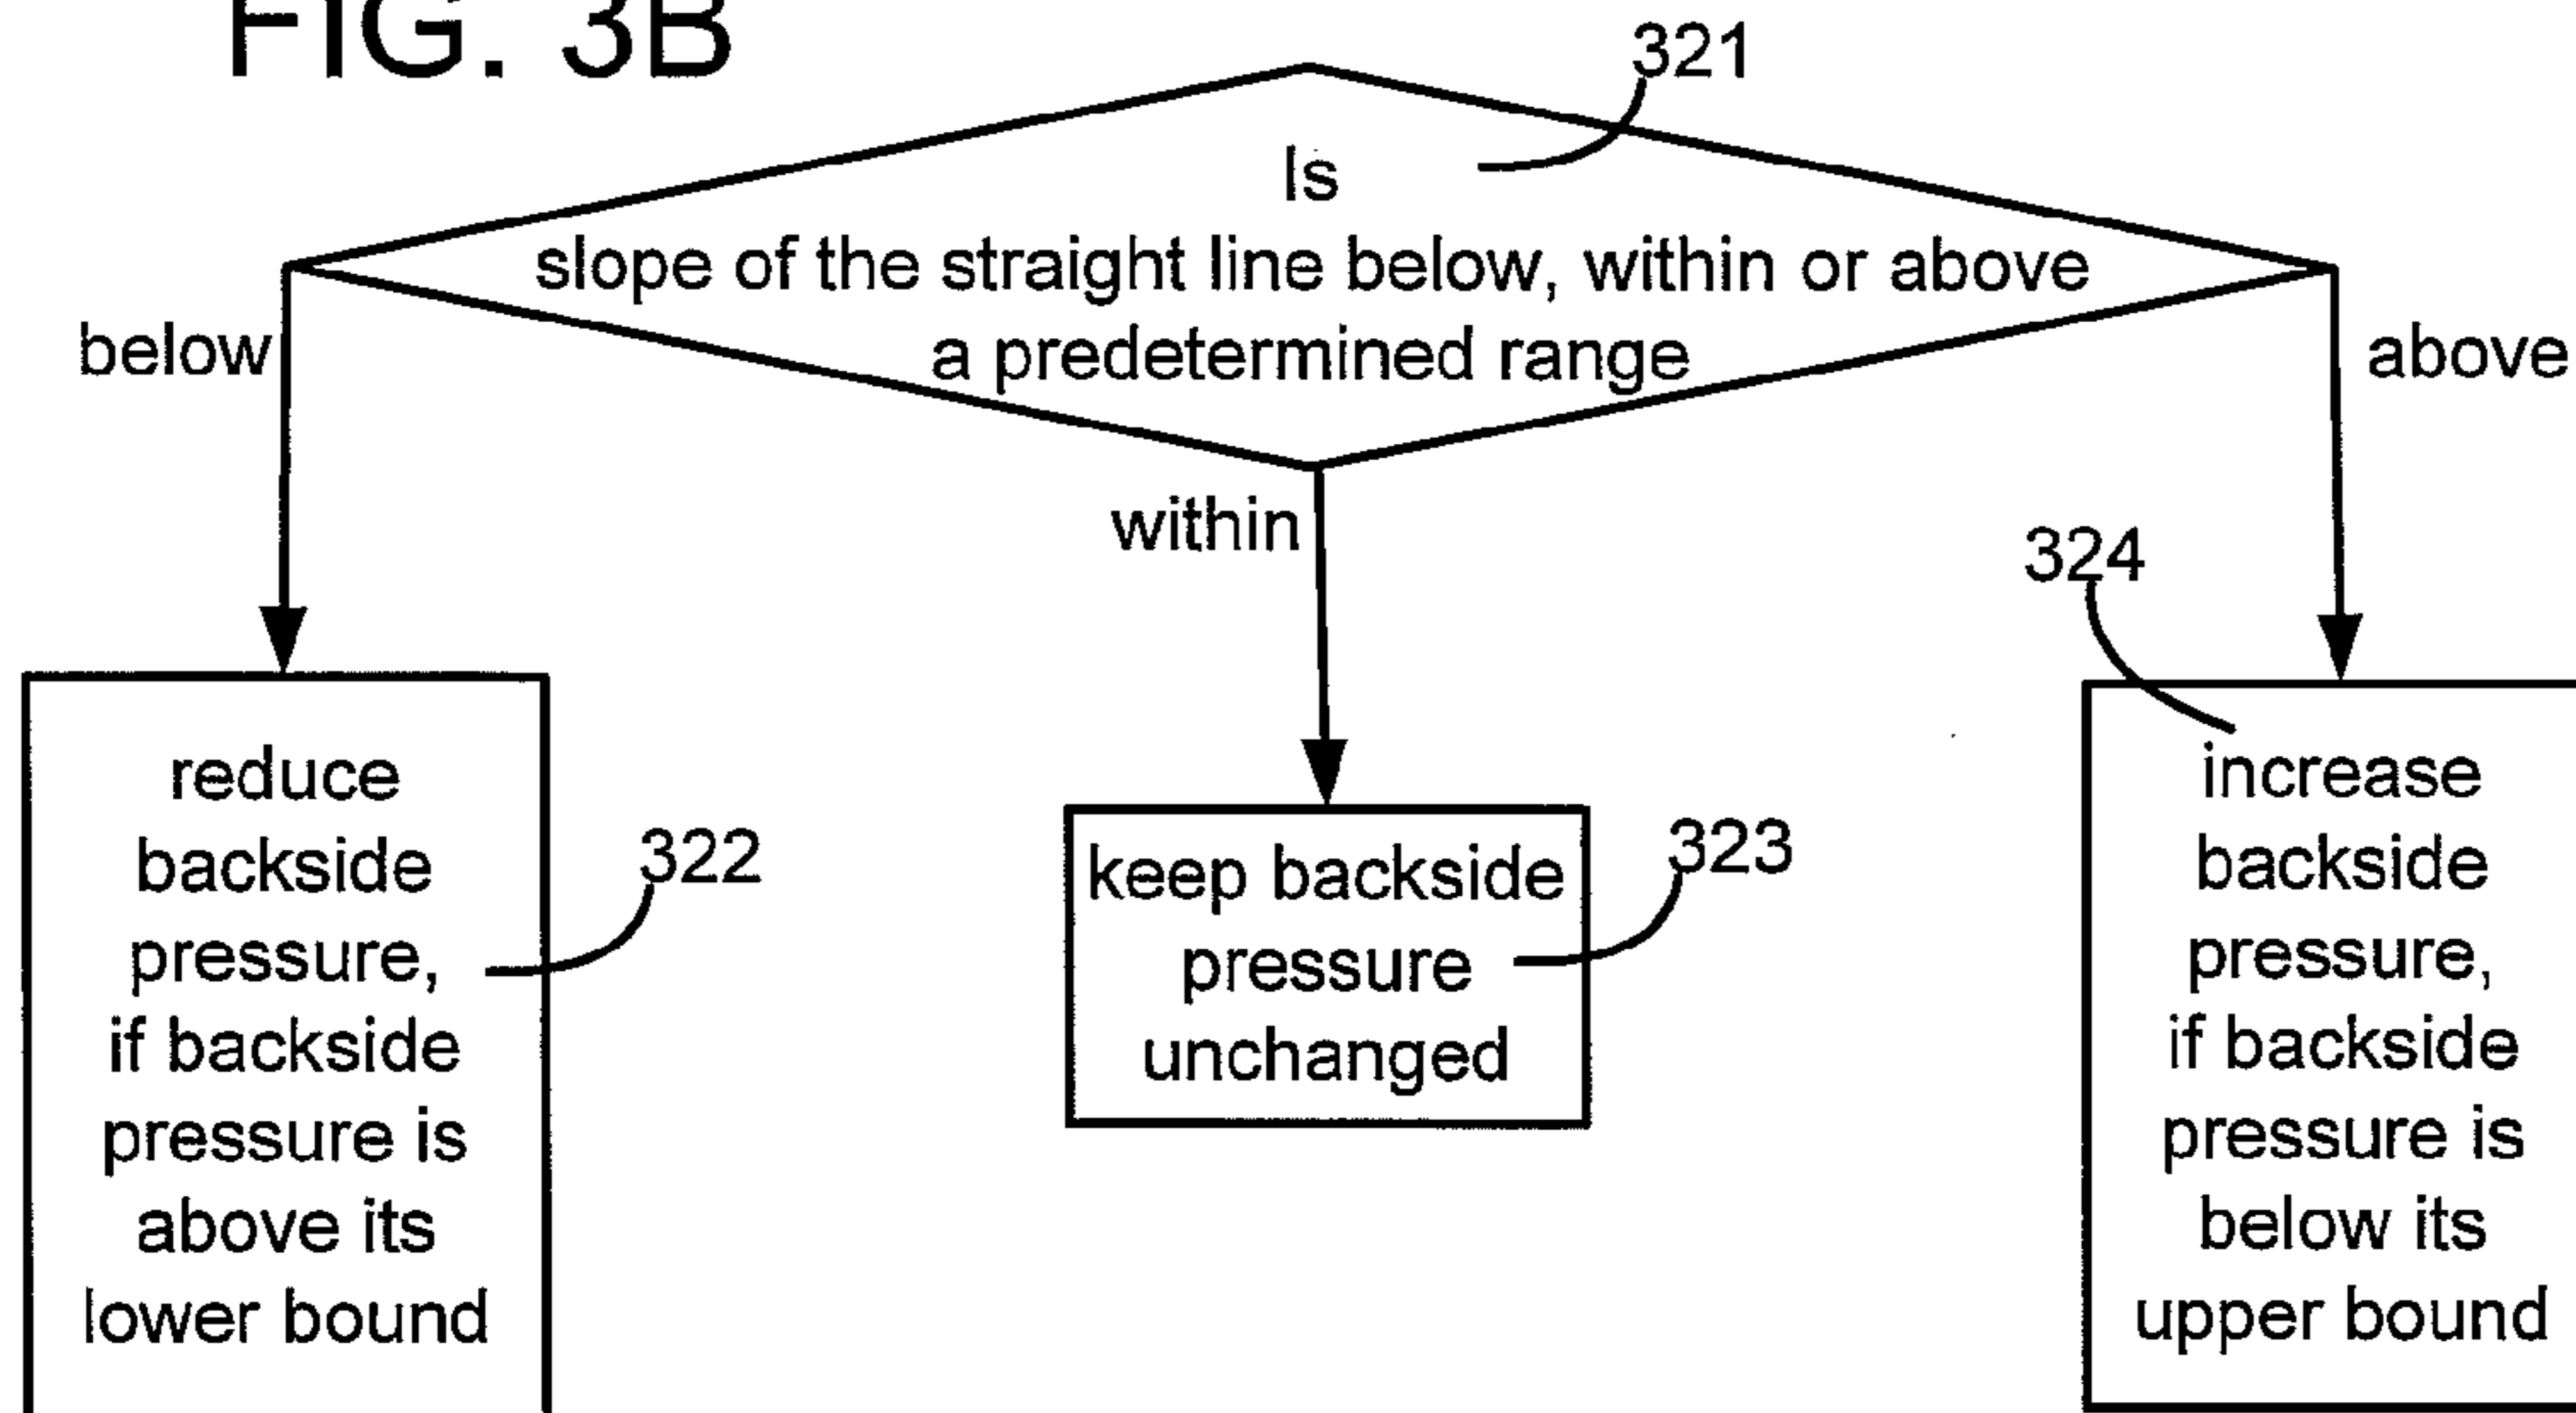 FIG. 3B
321
Is
slope of the straight line below, within or above
a predetermined range
below
within
above
324
reduce
backside
pressure,
if backside
pressure is
above its
lower bound
322
keep backside
pressure
unchanged
323
increase
backside
pressure,
if backside
pressure is
below its
upper bound